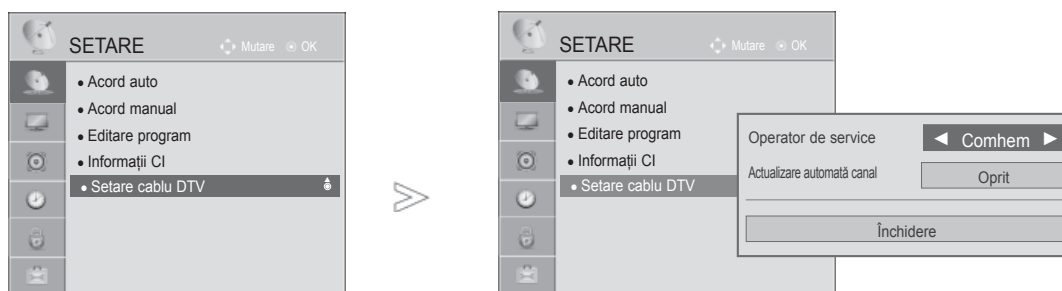 SETARE
Mutare OK
• Acord auto
• Acord manual
• Editare program
• Informații CI
• Setare cablu DTV
SETARE
Mutare OK
• Acord auto
• Acord manual
• Editare program
• Informații CI
• Setare cablu DTV
Operator de service ◄ Comhem ►
Actualizare automată canal Oprit
Închidere